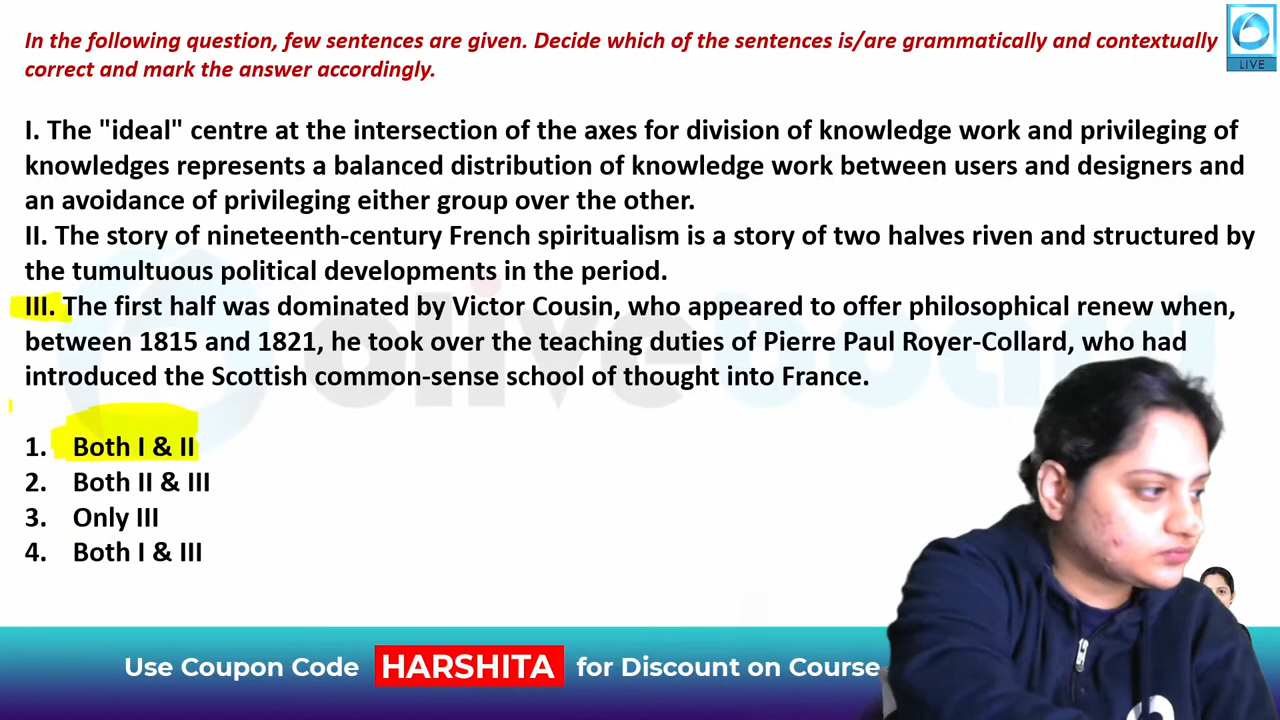 In the following question, few sentences are given. Decide which of the sentences is/are grammatically and contextually
correct and mark the answer accordingly.
LIVE
I. The "ideal" centre at the intersection of the axes for division of knowledge work and privileging of
knowledges represents a balanced distribution of knowledge work between users and designers and
an avoidance of privileging either group over the other.
II. The story of nineteenth-century French spiritualism is a story of two halves riven and structured by
the tumultuous political developments in the period.
III. The first half was dominated by Victor Cousin, who appeared to offer philosophical renew when,
between 1815 and 1821, he took over the teaching duties of Pierre Paul Royer-Collard, who had
introduced the Scottish common-sense school of thought into France.
oliveboard
1. Both I & II
2. Both II & III
3. Only III
4. Both I & III
Use Coupon Code HARSHITA for Discount on Course